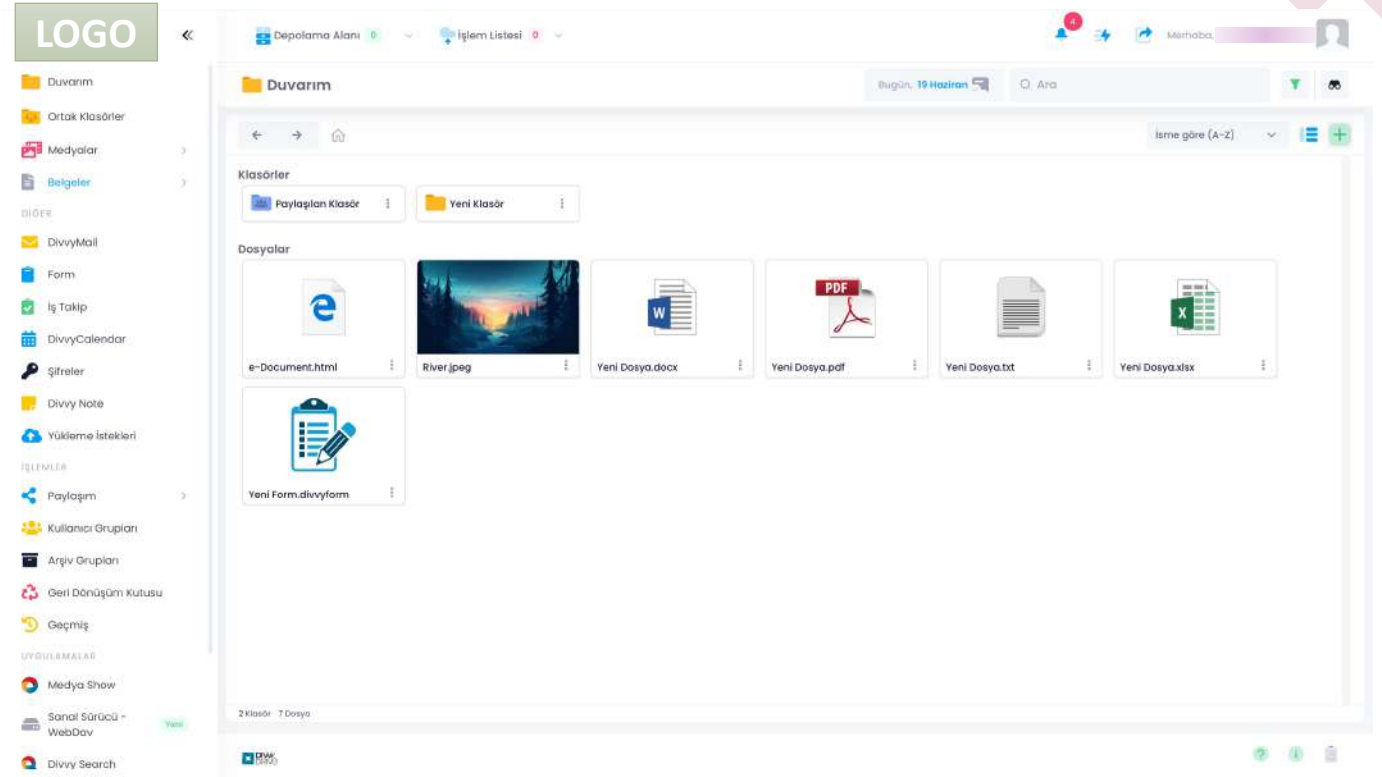 LOGO
Depolama Alanı 0
İşlem Listesi 0
4
Merhaba,
Duvarım
Ortak Klasörler
Medyalar
Belgeler
DİĞER
DivvyMail
Form
İş Takip
DivvyCalendar
Şifreler
Divvy Note
Yükleme İstekleri
İŞLEMLER
Paylaşım
Kullanıcı Grupları
Arşiv Grupları
Geri Dönüşüm Kutusu
Geçmiş
UYGULAMALAR
Medya Show
Sanal Sürücü -
WebDav
Yeni
Divvy Search
Duvarım
Bugün, 19 Haziran
Ara
İsme göre (A-Z)
Klasörler
Paylaşılan Klasör
Yeni Klasör
Dosyalar
e-Document.html
River.jpeg
W
Yeni Dosya.docx
PDF
Yeni Dosya.pdf
Yeni Dosya.txt
X
Yeni Dosya.xlsx
Yeni Form.divvyform
2 Klasör 7 Dosya